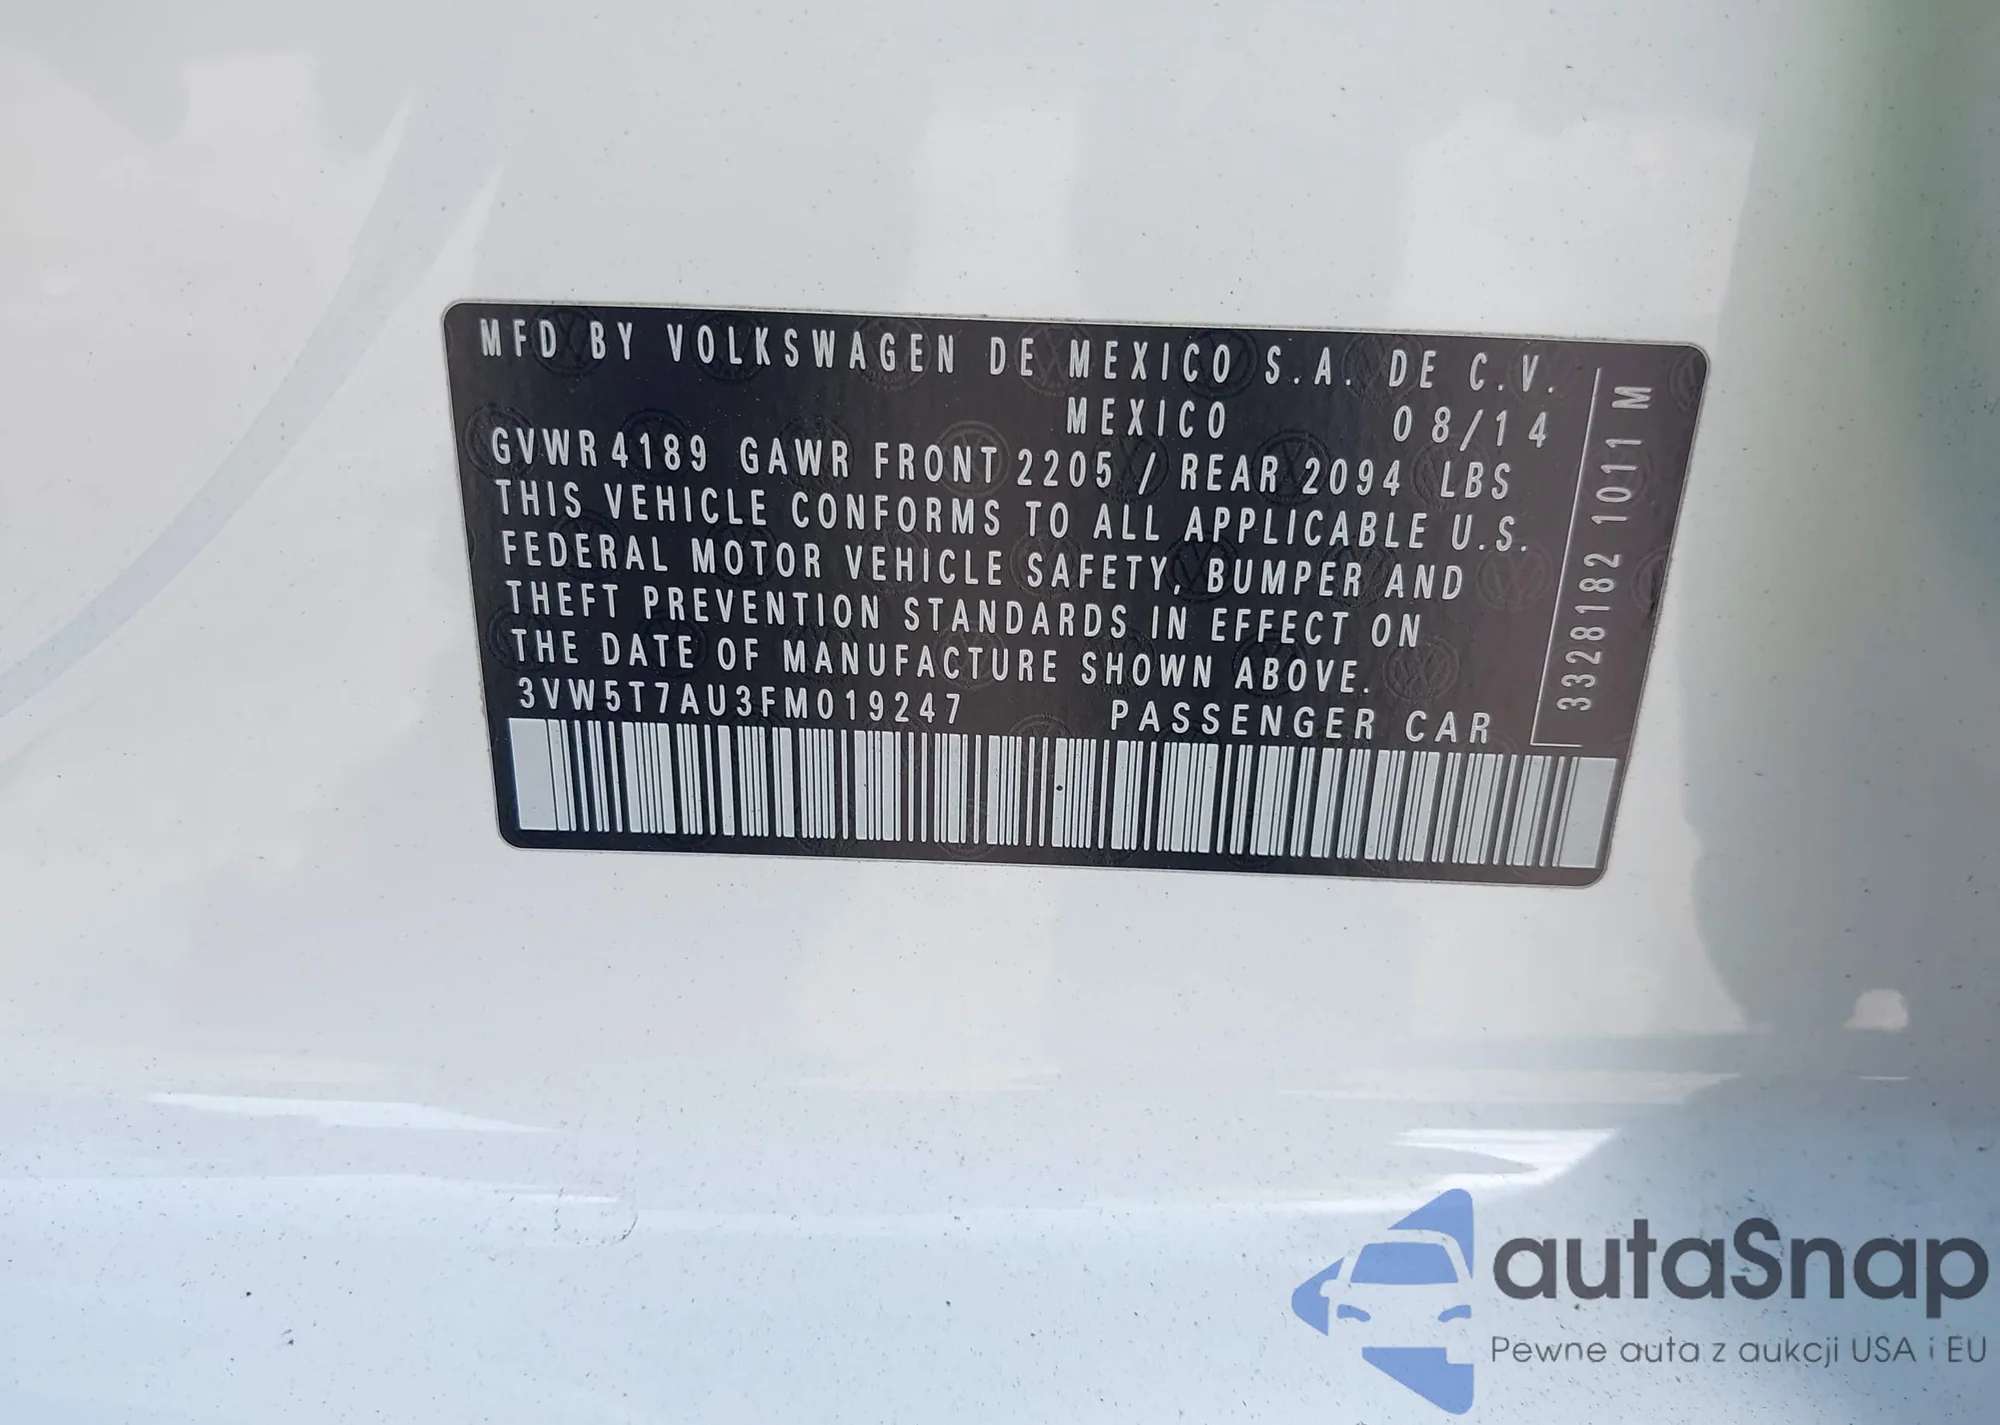 MFD BY VOLKSWAGEN DE MEXICO S.A. DE C.V.
MEXICO 08/14
GVWR 4189 GAWR FRONT 2205 / REAR 2094 LBS
THIS VEHICLE CONFORMS TO ALL APPLICABLE U.S.
FEDERAL MOTOR VEHICLE SAFETY, BUMPER AND
THEFT PREVENTION STANDARDS IN EFFECT ON
THE DATE OF MANUFACTURE SHOWN ABOVE.
3VW5T7AU3FM019247 PASSENGER CAR
3328182 1011 M
autaSnap
Pewne auta z aukcji USA i EU